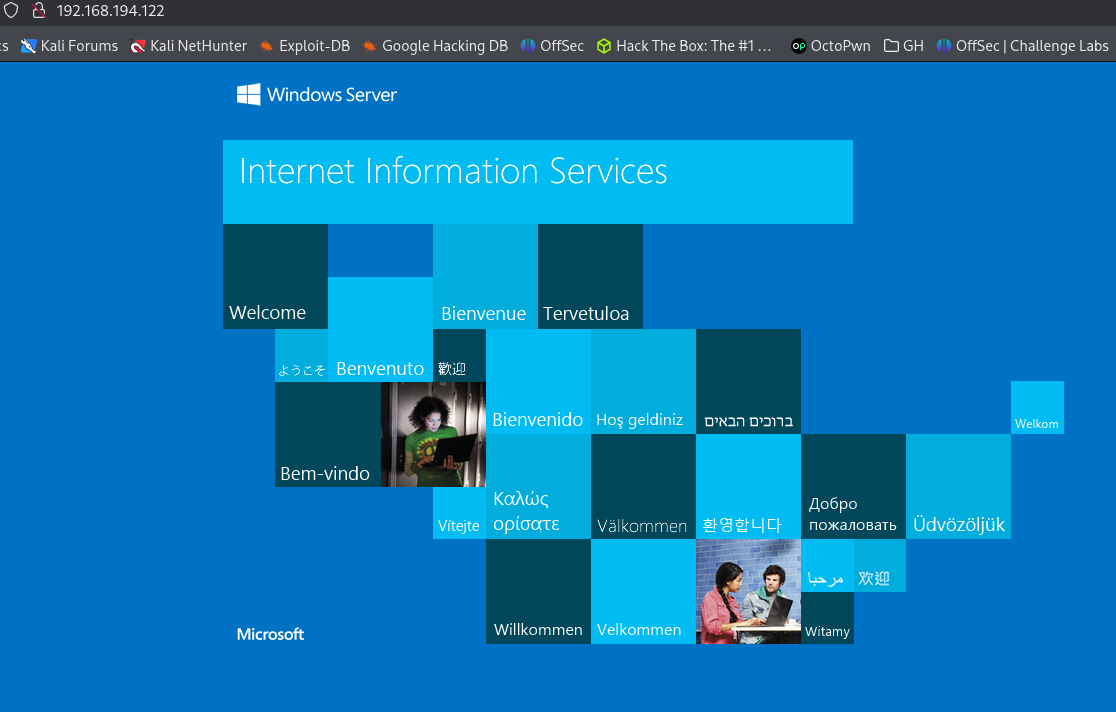 192.168.194.122
Kali Forums
Kali NetHunter
Exploit-DB
Google Hacking DB
OffSec
Hack The Box: The #1 ...
OctoPwn
GH
OffSec | Challenge Labs
Windows Server
Internet Information Services
Welcome
Bienvenue
Tervetuloa
ようこそ
Benvenuto
歡迎
Bienvenido
Hoş geldiniz
ברוכים הבאים
Welkom
Bem-vindo
Vítejte
Καλώς
ορίσατε
Välkommen
환영합니다
Добро
пожаловать
Üdvözöljük
مرحبا
欢迎
Willkommen
Velkommen
Witamy
Microsoft